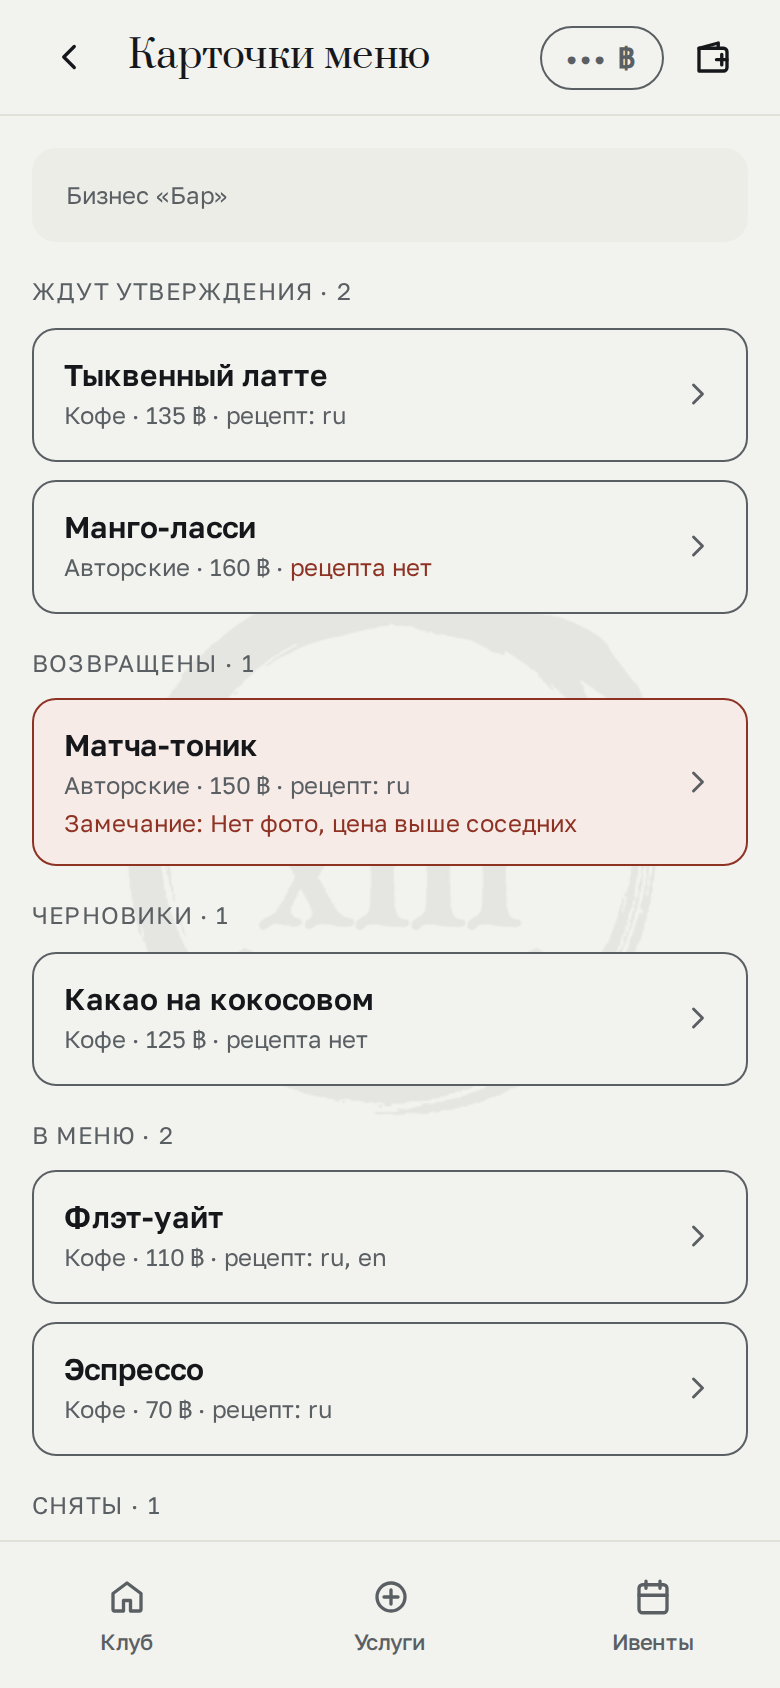 Карточки меню
••• ฿
Бизнес «Бар»
ЖДУТ УТВЕРЖДЕНИЯ · 2
Тыквенный латте
Кофе · 135 ฿ · рецепт: ru
Манго-ласси
Авторские · 160 ฿ · рецепта нет
ВОЗВРАЩЕНЫ · 1
Матча-тоник
Авторские · 150 ฿ · рецепт: ru
Замечание: Нет фото, цена выше соседних
xiii
ЧЕРНОВИКИ · 1
Какао на кокосовом
Кофе · 125 ฿ · рецепта нет
В МЕНЮ · 2
Флэт-уайт
Кофе · 110 ฿ · рецепт: ru, en
Эспрессо
Кофе · 70 ฿ · рецепт: ru
СНЯТЫ · 1
Клуб
Услуги
Ивенты